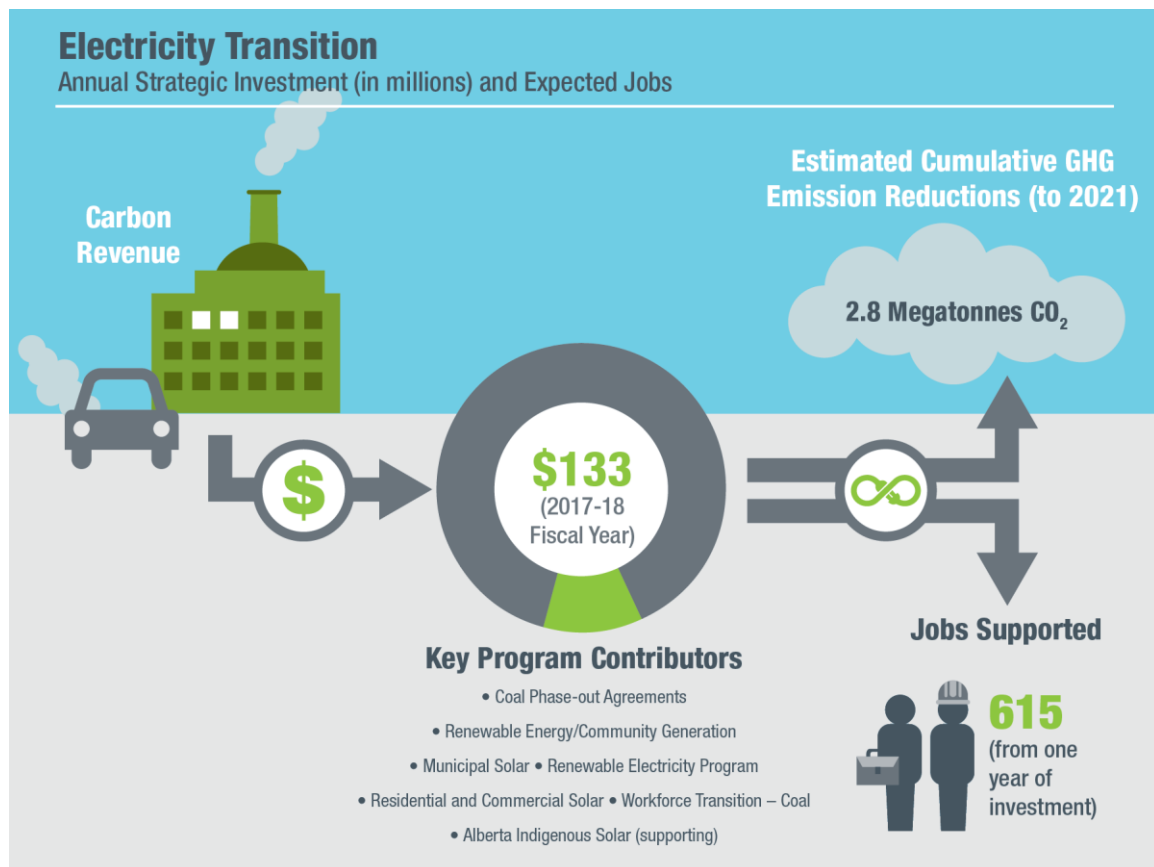 Electricity Transition
Annual Strategic Investment (in millions) and Expected Jobs
Carbon
Revenue
Estimated Cumulative GHG
Emission Reductions (to 2021)
2.8 Megatonnes CO₂
$
$133
(2017-18
Fiscal Year)
Key Program Contributors
• Coal Phase-out Agreements
• Renewable Energy/Community Generation
• Municipal Solar • Renewable Electricity Program
• Residential and Commercial Solar • Workforce Transition – Coal
• Alberta Indigenous Solar (supporting)
Jobs Supported
615
(from one
year of
investment)